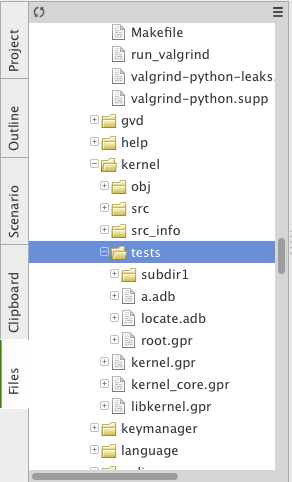 Project
Outline
Scenario
Clipboard
Files
Makefile
run_valgrind
valgrind-python-leaks.
valgrind-python.supp
gvd
help
kernel
obj
src
src_info
tests
subdir1
a.adb
locate.adb
root.gpr
kernel.gpr
kernel_core.gpr
libkernel.gpr
keymanager
language